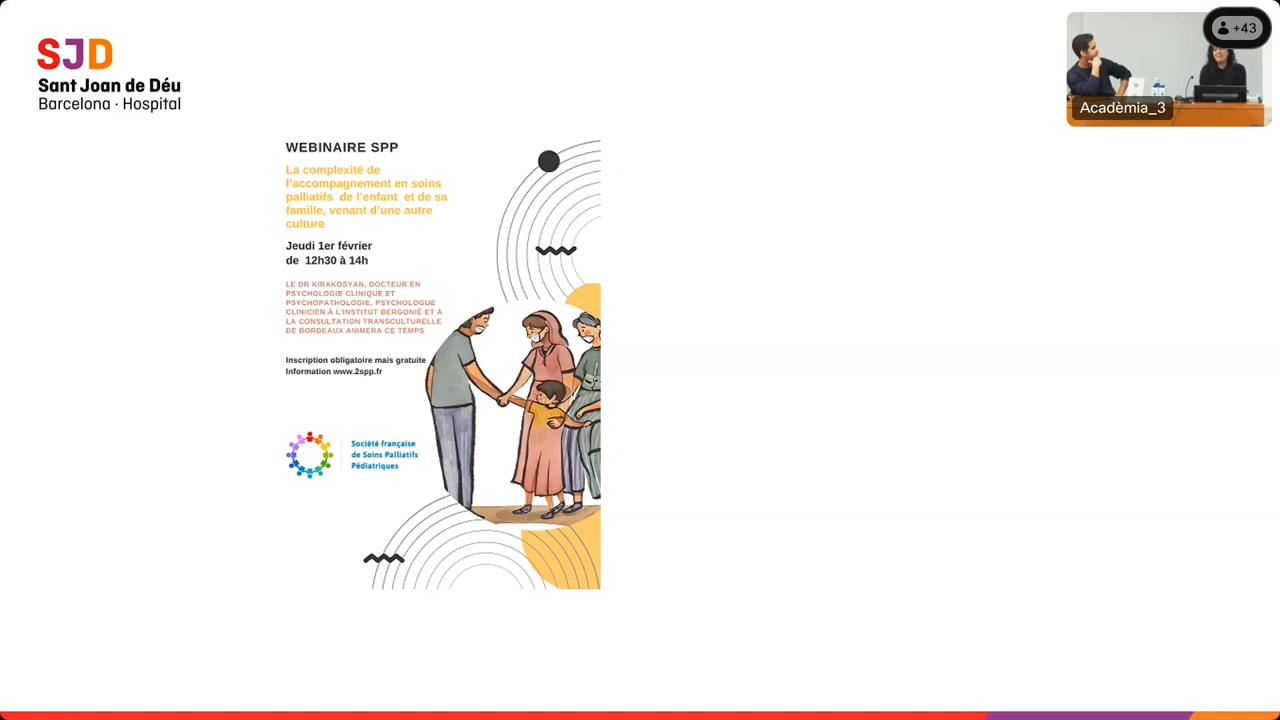 SJD
Sant Joan de Déu
Barcelona · Hospital
+43
Acadèmia_3
WEBINAIRE SPP
La complexité de
l'accompagnement en soins
palliatifs de l'enfant et de sa
famille, venant d'une autre
culture
Jeudi 1er février
de 12h30 à 14h
LE DR KIRAKOSYAN, DOCTEUR EN
PSYCHOLOGIE CLINIQUE ET
PSYCHOPATHOLOGIE, PSYCHOLOGUE
CLINICIEN À L'INSTITUT BERGONIÉ ET À
LA CONSULTATION TRANSCULTURELLE
DE BORDEAUX ANIMERA CE TEMPS
Inscription obligatoire mais gratuite
Information www.2spp.fr
Société française
de Soins Palliatifs
Pédiatriques